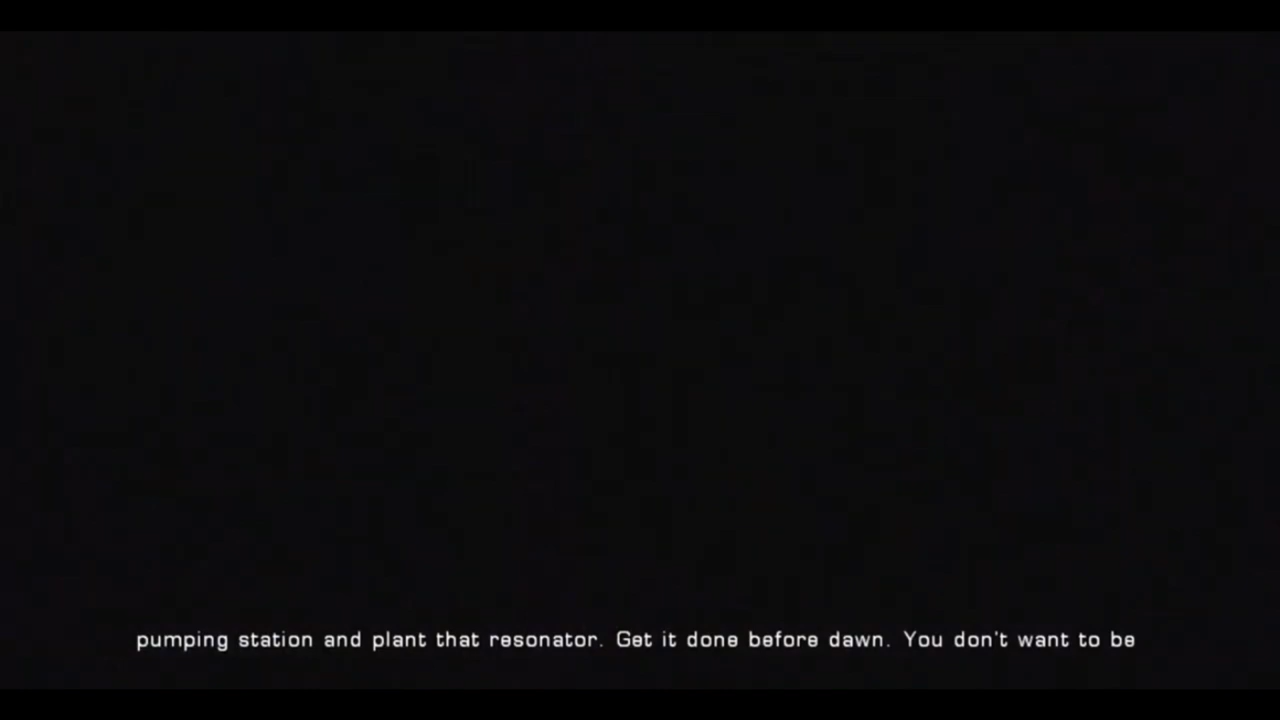 pumping station and plant that resonator. Get it done before dawn. You don't want to be